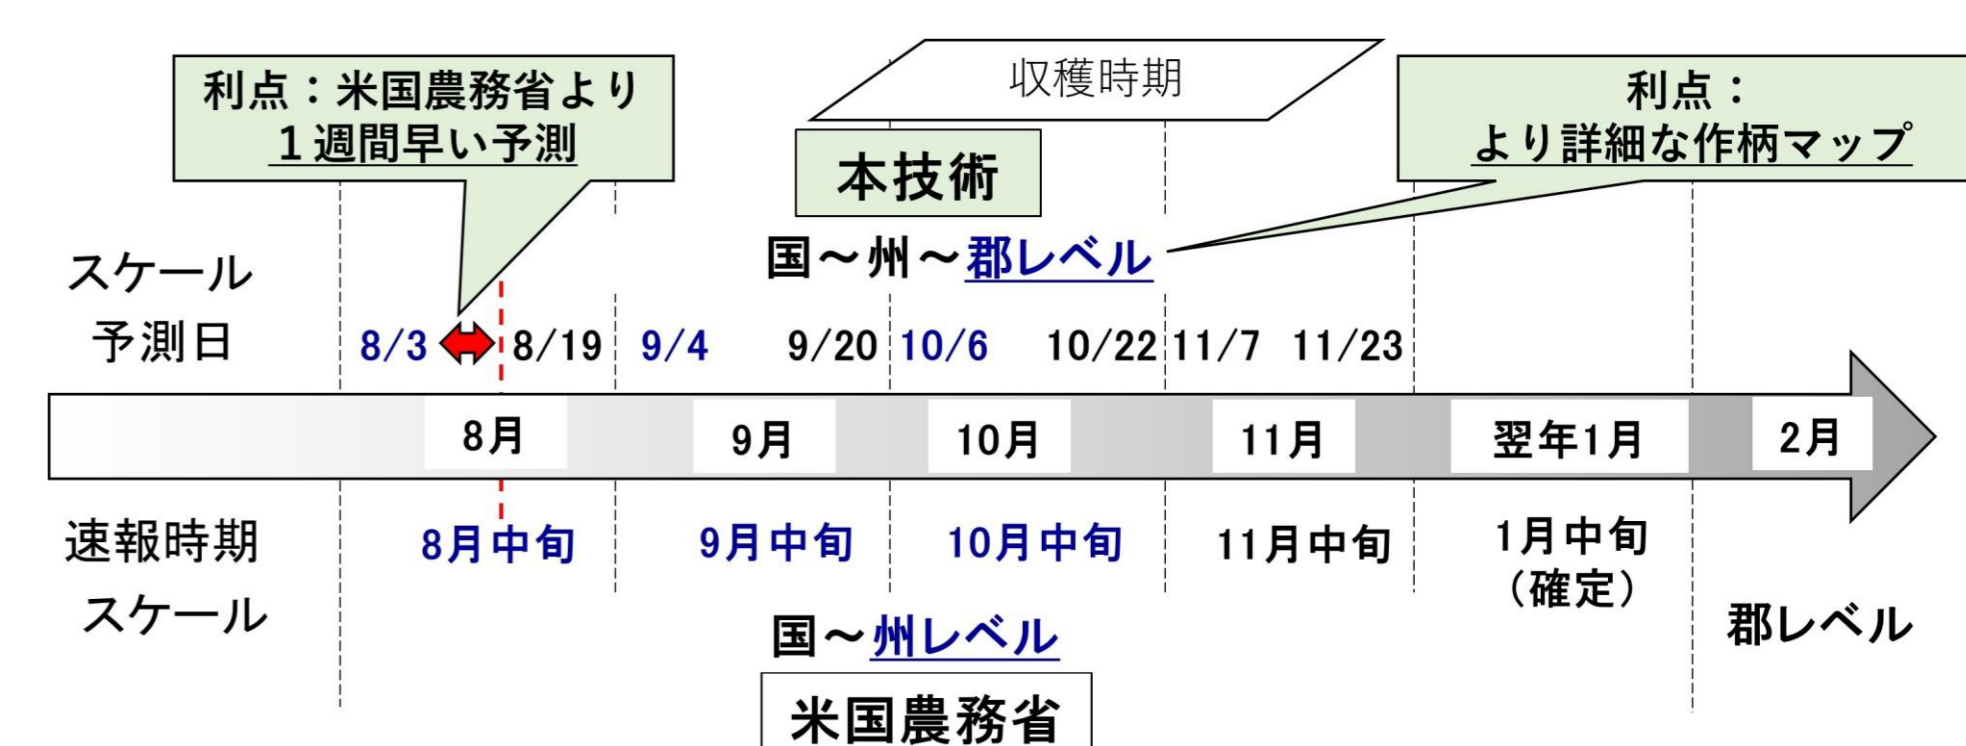 利点：米国農務省より
１週間早い予測
収穫時期
利点：
より詳細な作柄マップ
本技術
スケール
国～州～郡レベル
予測日
8/3 8/19 9/4 9/20 10/6 10/22 11/7 11/23
8月 9月 10月 11月 翌年1月 2月
速報時期
8月中旬 9月中旬 10月中旬 11月中旬 1月中旬
（確定）
スケール
国～州レベル
郡レベル
米国農務省